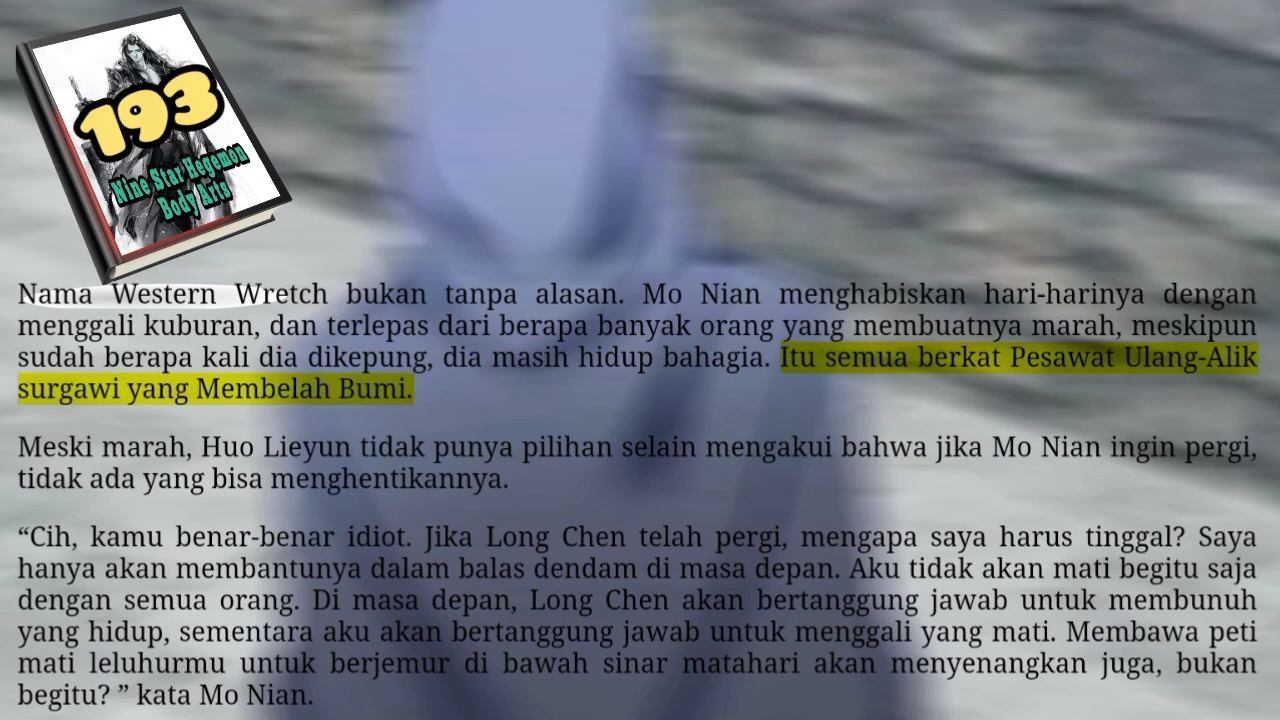 193
Nine Star Hegemon
Body Arts
Nama Western Wretch bukan tanpa alasan. Mo Nian menghabiskan hari-harinya dengan
menggali kuburan, dan terlepas dari berapa banyak orang yang membuatnya marah, meskipun
sudah berapa kali dia dikepung, dia masih hidup bahagia. Itu semua berkat Pesawat Ulang-Alik
surgawi yang Membelah Bumi.
Meski marah, Huo Lieyun tidak punya pilihan selain mengakui bahwa jika Mo Nian ingin pergi,
tidak ada yang bisa menghentikannya.
“Cih, kamu benar-benar idiot. Jika Long Chen telah pergi, mengapa saya harus tinggal? Saya
hanya akan membantunya dalam balas dendam di masa depan. Aku tidak akan mati begitu saja
dengan semua orang. Di masa depan, Long Chen akan bertanggung jawab untuk membunuh
yang hidup, sementara aku akan bertanggung jawab untuk menggali yang mati. Membawa peti
mati leluhurmu untuk berjemur di bawah sinar matahari akan menyenangkan juga, bukan
begitu? ” kata Mo Nian.